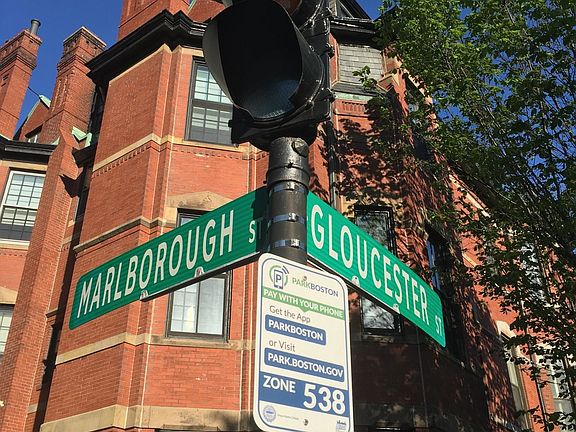 MARLBOROUGH ST
GLOUCESTER ST
P
PARKBOSTON
PAY WITH YOUR PHONE
Get the App
PARKBOSTON
or Visit
PARK.BOSTON.GOV
ZONE 538